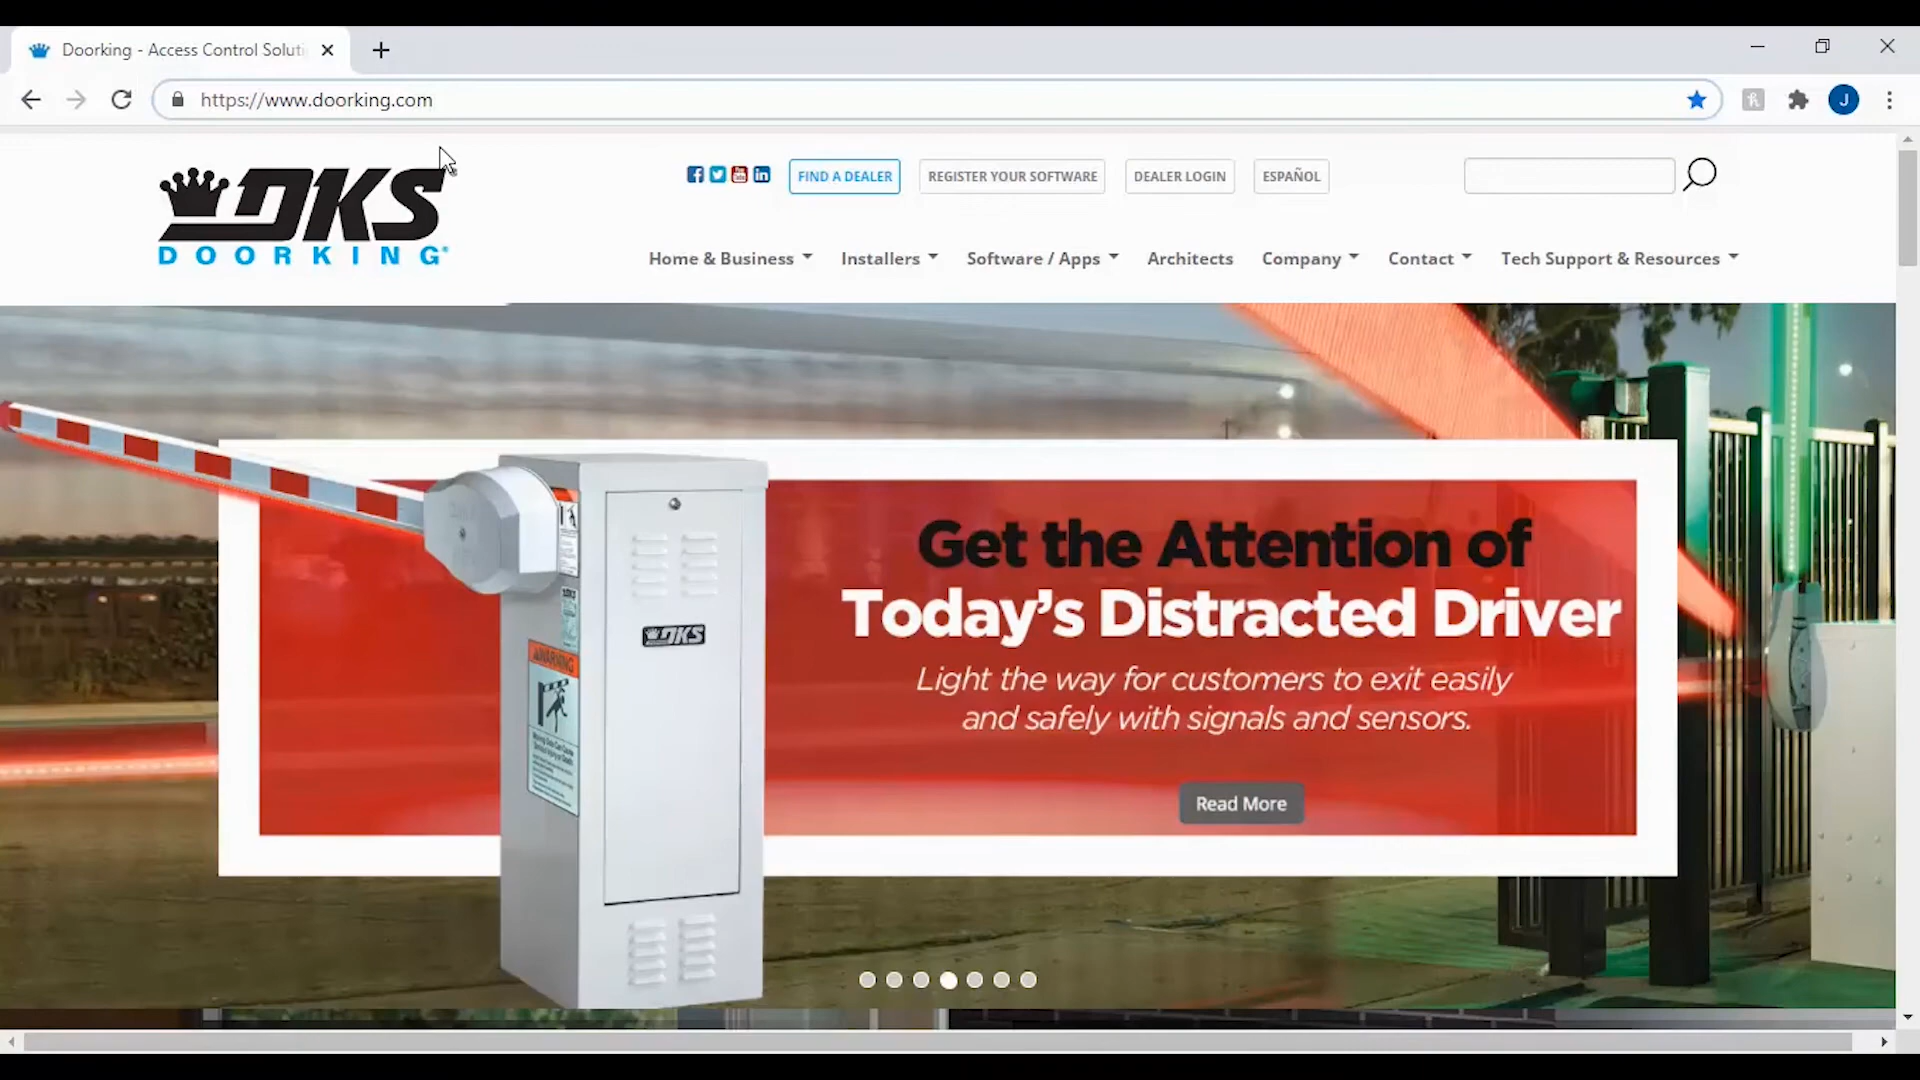 Doorking - Access Control Soluti
https://www.doorking.com
J
DKS
DOORKING
FIND A DEALER
REGISTER YOUR SOFTWARE
DEALER LOGIN
ESPAÑOL
Home & Business
Installers
Software / Apps
Architects
Company
Contact
Tech Support & Resources
Get the Attention of
Today's Distracted Driver
Light the way for customers to exit easily
and safely with signals and sensors.
Read More
DKS
WARNING